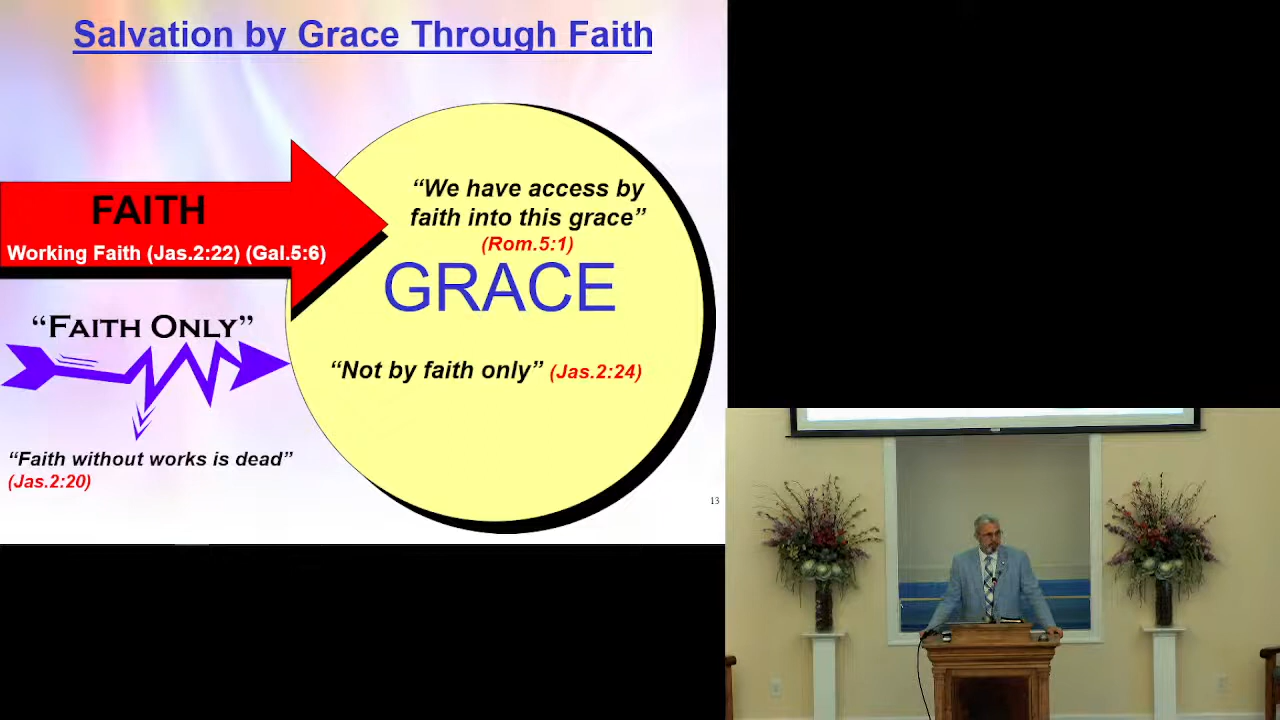 Salvation by Grace Through Faith
“We have access by
faith into this grace”
(Rom.5:1)
FAITH
Working Faith (Jas.2:22) (Gal.5:6)
GRACE
“FAITH ONLY”
“Not by faith only” (Jas.2:24)
“Faith without works is dead”
(Jas.2:20)
13